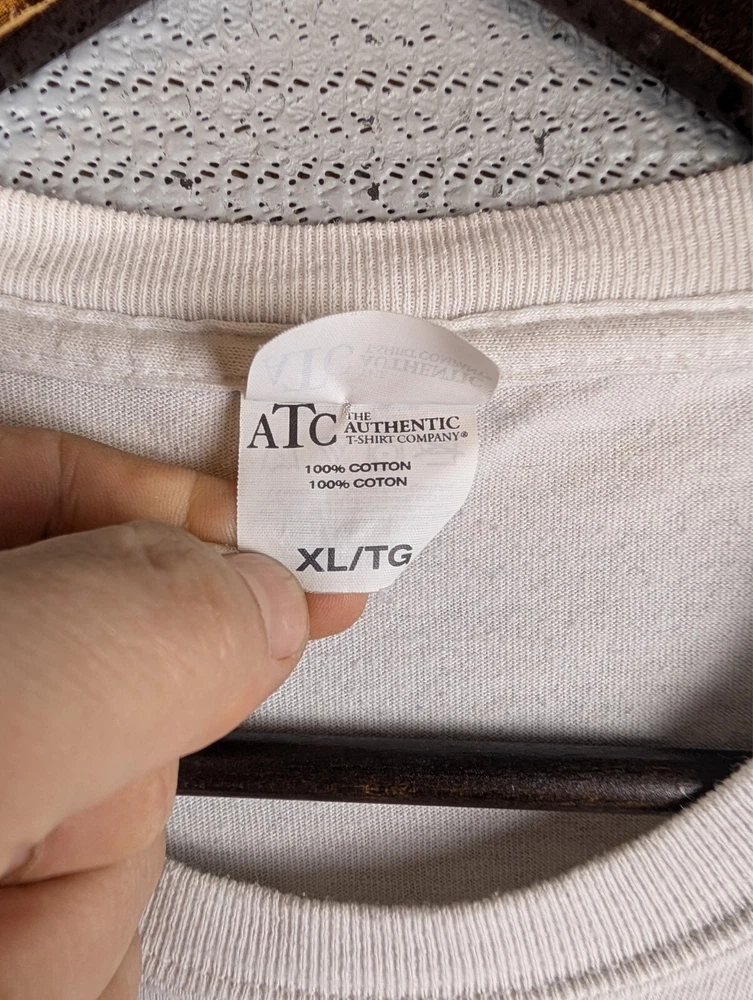 ATC THE
AUTHENTIC
T-SHIRT COMPANY®
100% COTTON
100% COTON
XL/TG